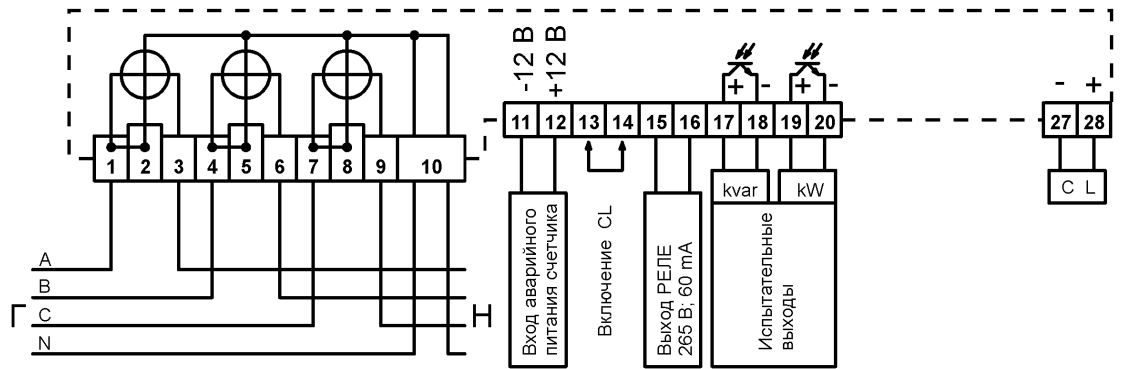 -12 В
+12 В
+ -
+ -
- +
11 12 13 14 15 16 17 18 19 20
27 28
1 2 3 4 5 6 7 8 9 10
kvar
kW
C L
Вход аварийного
питания счетчика
Включение CL
Выход РЕЛЕ
265 В; 60 mA
Испытательные
выходы
A
B
Г
C
Н
N